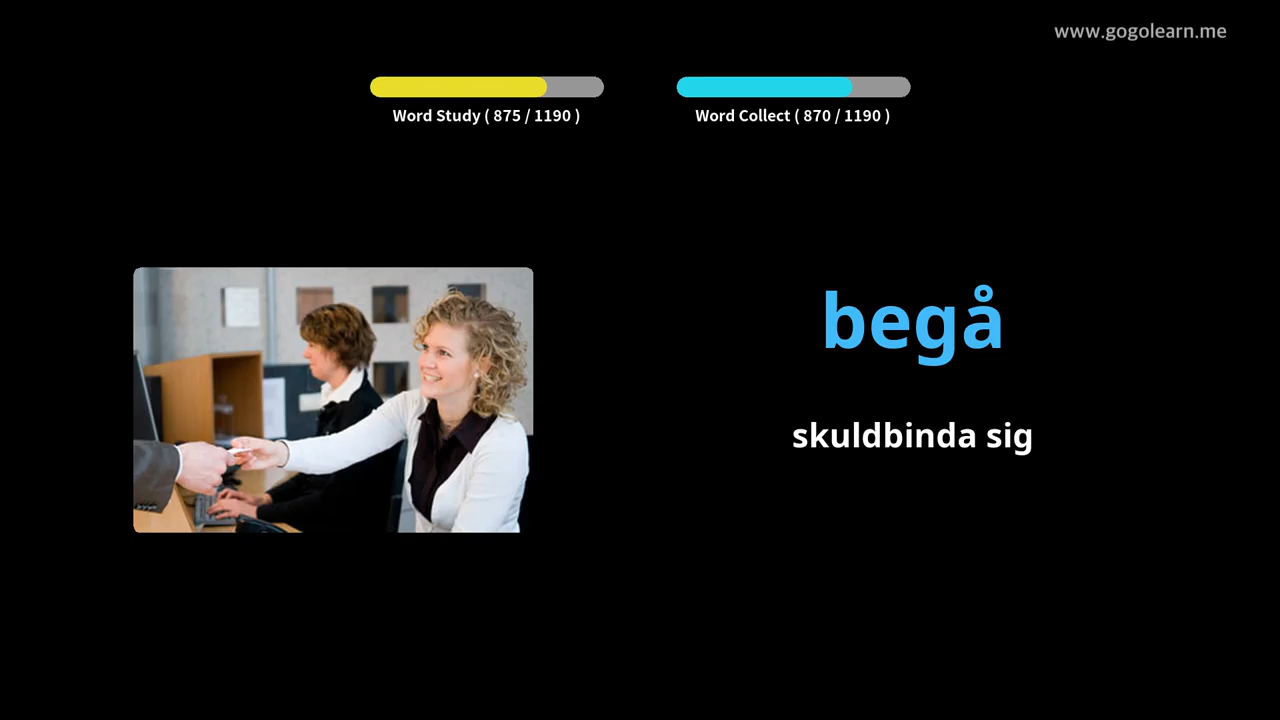 www.gogolearn.me
Word Study ( 875 / 1190 )
Word Collect ( 870 / 1190 )
begå
skuldbinda sig